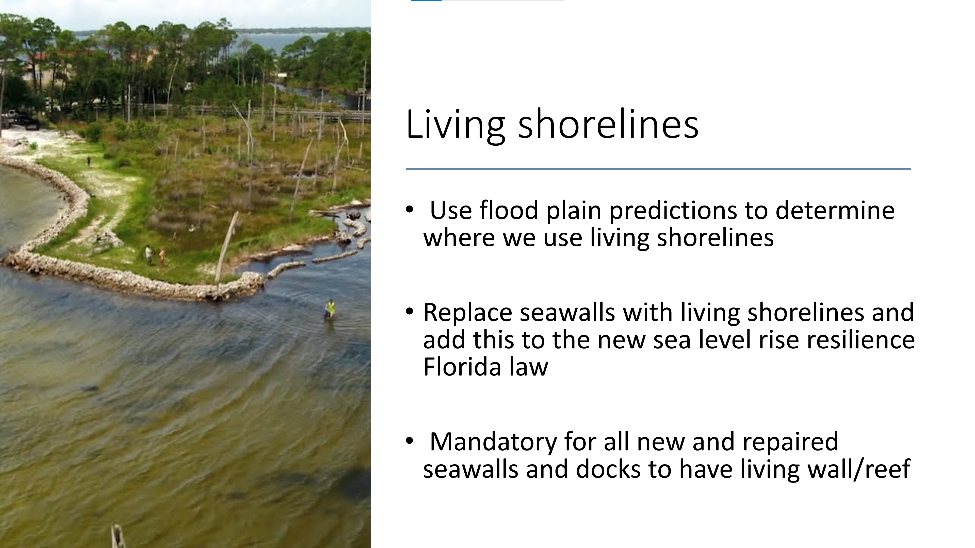 Living shorelines
• Use flood plain predictions to determine
where we use living shorelines
• Replace seawalls with living shorelines and
add this to the new sea level rise resilience
Florida law
• Mandatory for all new and repaired
seawalls and docks to have living wall/reef